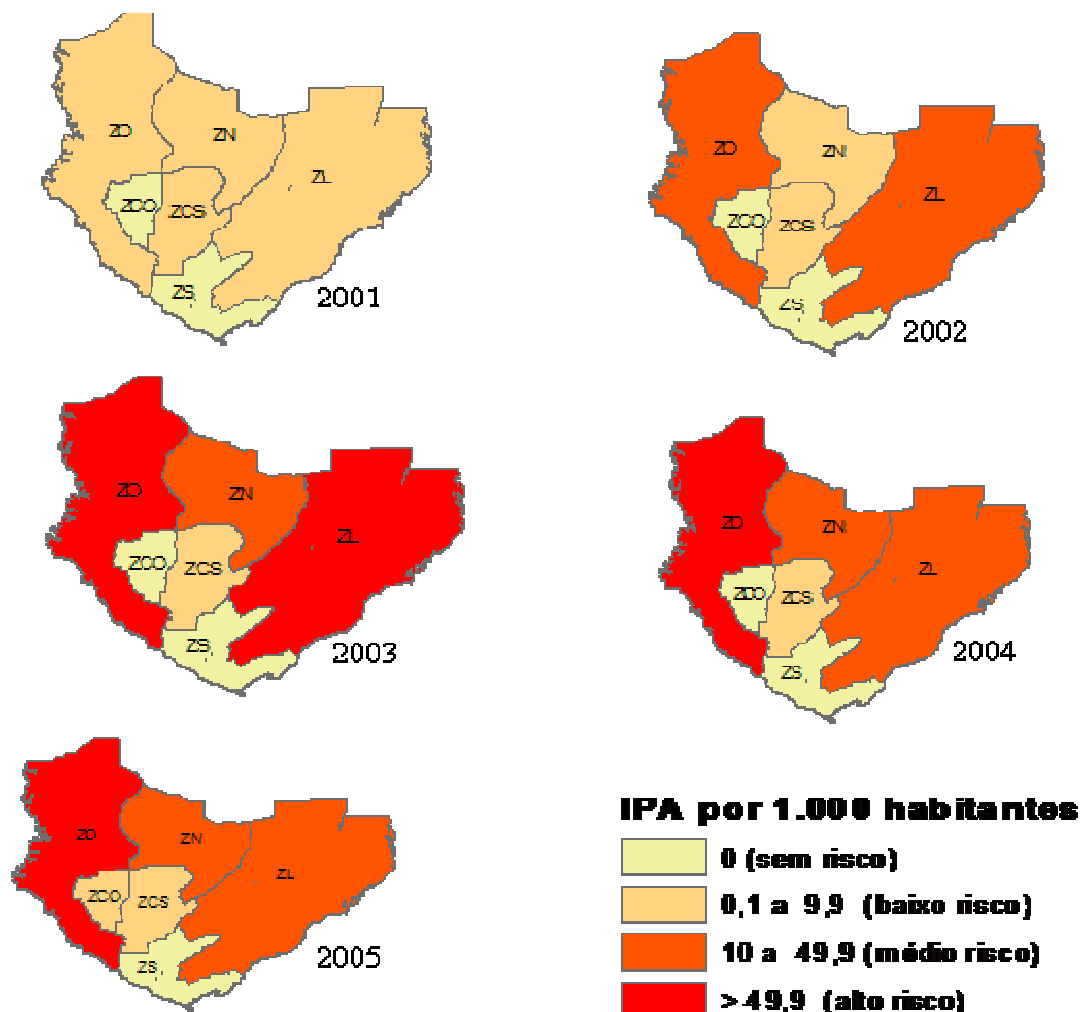 ZO
ZN
ZL
ZCO
ZCS
ZS
2001
ZO
ZN
ZL
ZCO
ZCS
ZS
2002
ZO
ZN
ZL
ZCO
ZCS
ZS
2003
ZO
ZN
ZL
ZCO
ZCS
ZS
2004
ZO
ZN
ZL
ZCO
ZCS
ZS
2005
IPA por 1.000 habitantes
0 (sem risco)
0,1 a 9,9 (baixo risco)
10 a 49,9 (médio risco)
> 49,9 (alto risco)